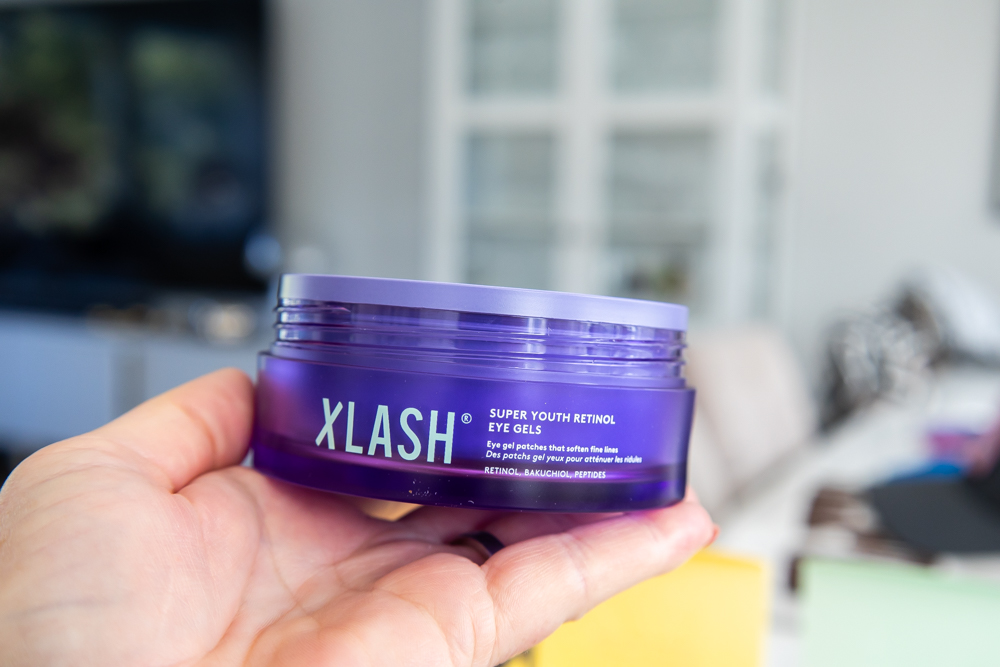 XLASH®
SUPER YOUTH RETINOL
EYE GELS
Eye gel patches that soften fine lines
Des patchs gel yeux pour atténuer les ridules
RETINOL, BAKUCHIOL, PEPTIDES